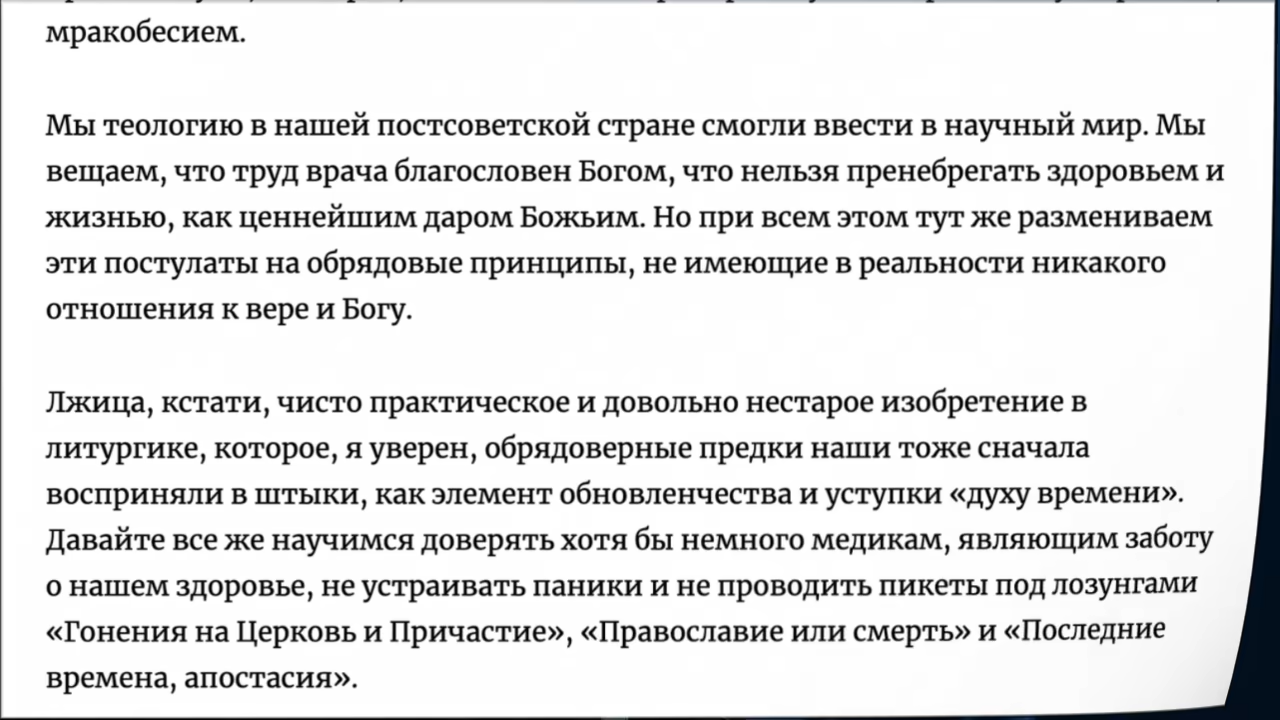 мракобесием.
Мы теологию в нашей постсоветской стране смогли ввести в научный мир. Мы
вещаем, что труд врача благословен Богом, что нельзя пренебрегать здоровьем и
жизнью, как ценнейшим даром Божьим. Но при всем этом тут же размениваем
эти постулаты на обрядовые принципы, не имеющие в реальности никакого
отношения к вере и Богу.
Лжица, кстати, чисто практическое и довольно нестарое изобретение в
литургике, которое, я уверен, обрядоверные предки наши тоже сначала
восприняли в штыки, как элемент обновленчества и уступки «духу времени».
Давайте все же научимся доверять хотя бы немного медикам, являющим заботу
о нашем здоровье, не устраивать паники и не проводить пикеты под лозунгами
«Гонения на Церковь и Причастие», «Православие или смерть» и «Последние
времена, апостасия».